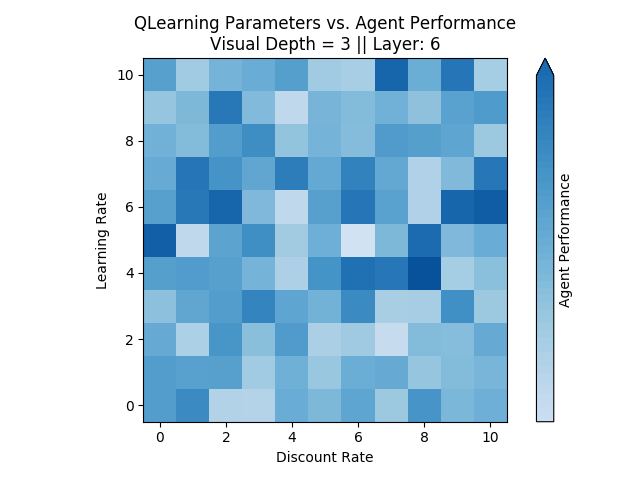 QLearning Parameters vs. Agent Performance
Visual Depth = 3 || Layer: 6
10
8
6
4
2
0
Learning Rate
0 2 4 6 8 10
Discount Rate
Agent Performance